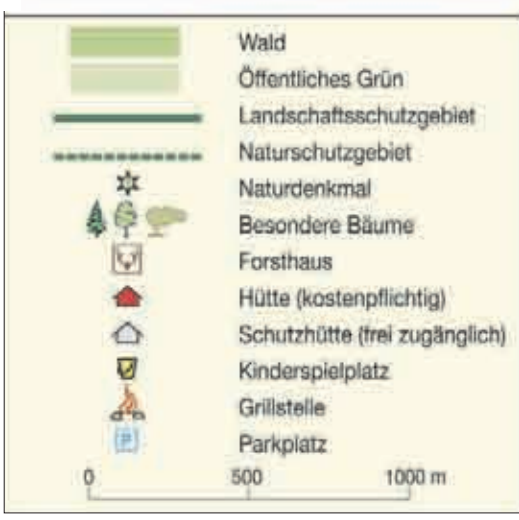 Wald
Öffentliches Grün
Landschaftsschutzgebiet
Naturschutzgebiet
Naturdenkmal
Besondere Bäume
Forsthaus
Hütte (kostenpflichtig)
Schutzhütte (frei zugänglich)
Kinderspielplatz
Grillstelle
P Parkplatz
0 500 1000 m